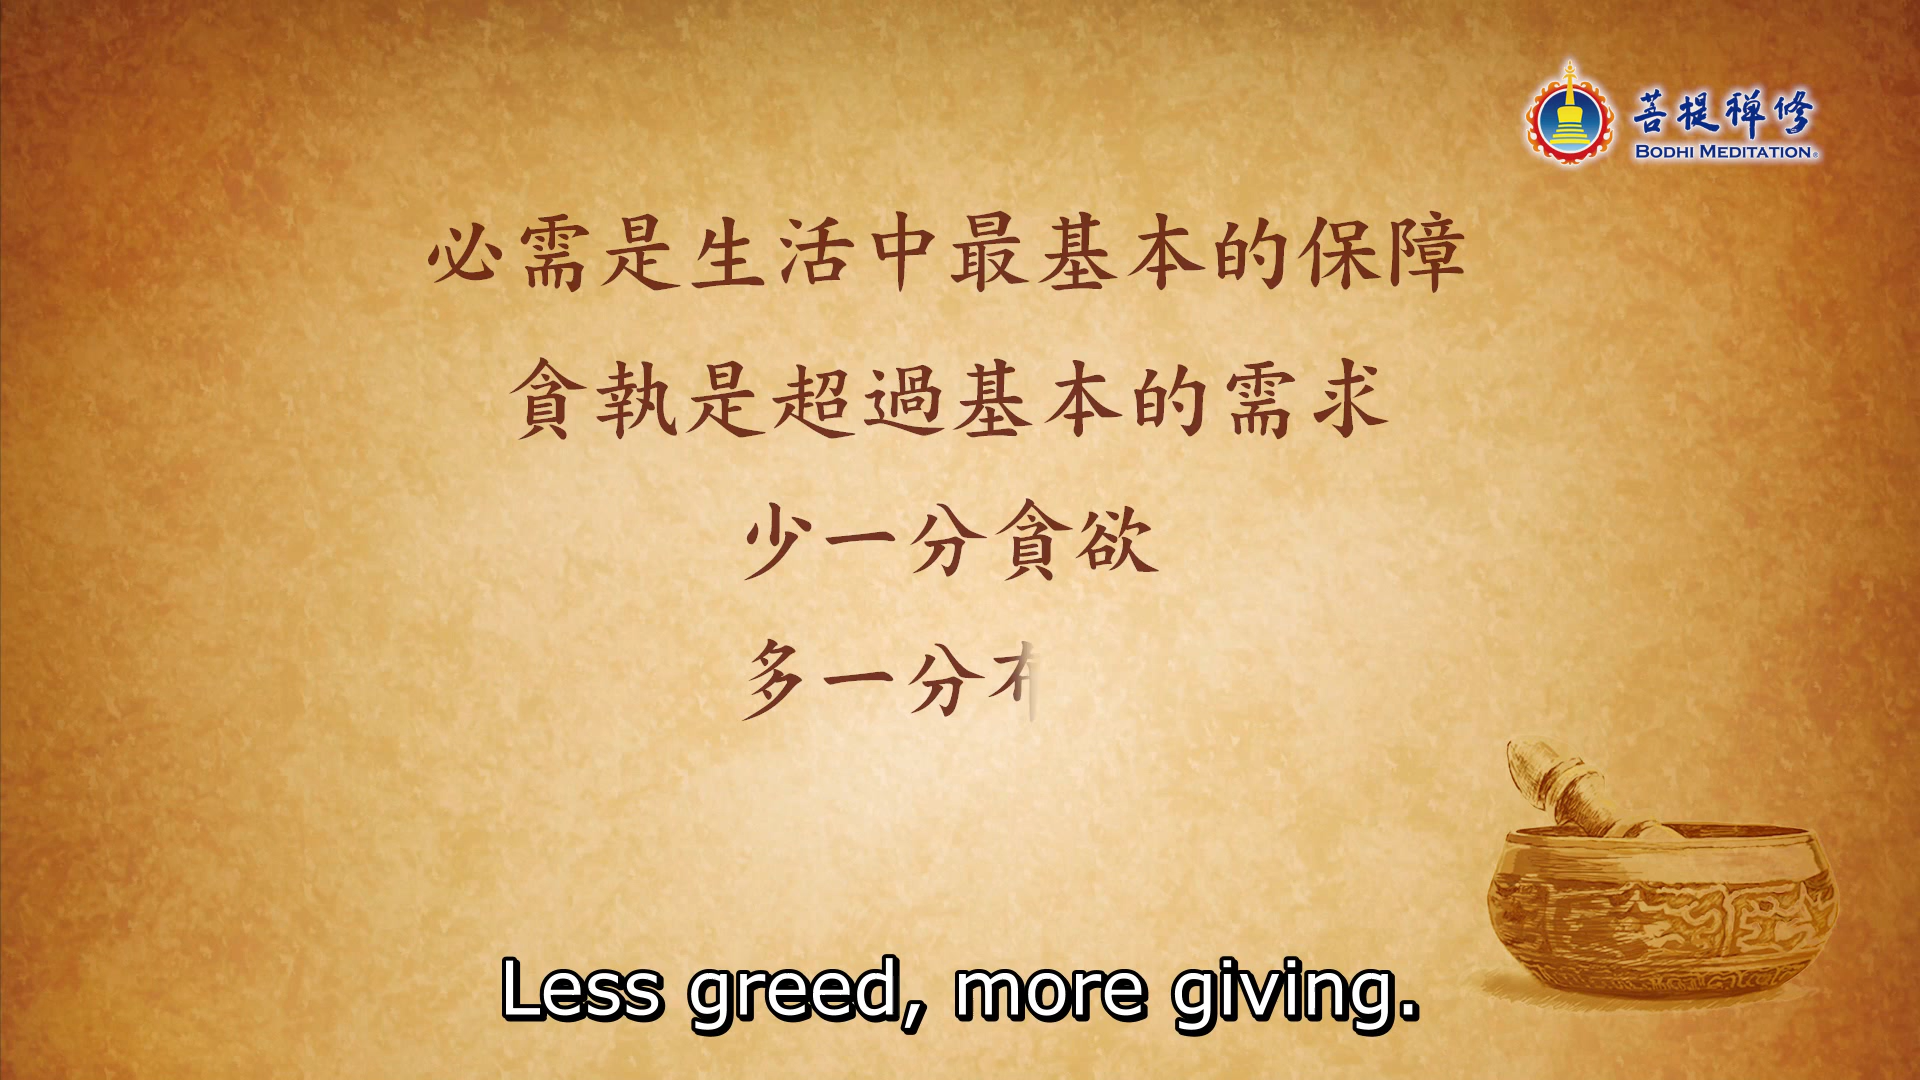 菩提禪修
BODHI MEDITATION®
必需是生活中最基本的保障
貪執是超過基本的需求
少一分貪欲
多一分
Less greed, more giving.